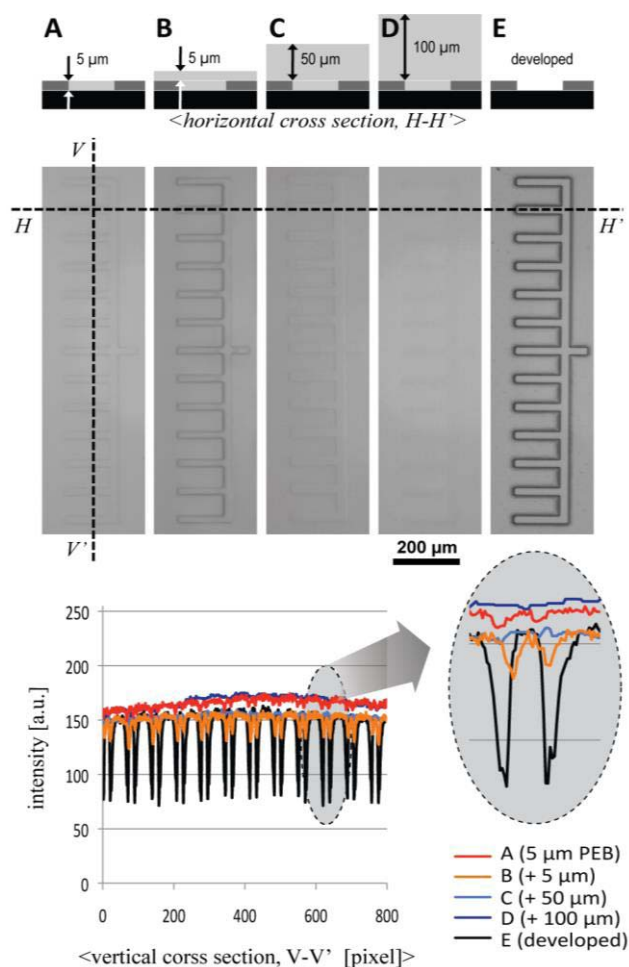 A B C D E
5 µm 5 µm 50 µm 100 µm developed
<horizontal cross section, H-H'>
V
H H'
V'
200 µm
250
200
150
100
50
0
intensity [a.u.]
0 200 400 600 800
<vertical corss section, V-V' [pixel]>
A (5 µm PEB)
B (+ 5 µm)
C (+ 50 µm)
D (+ 100 µm)
E (developed)